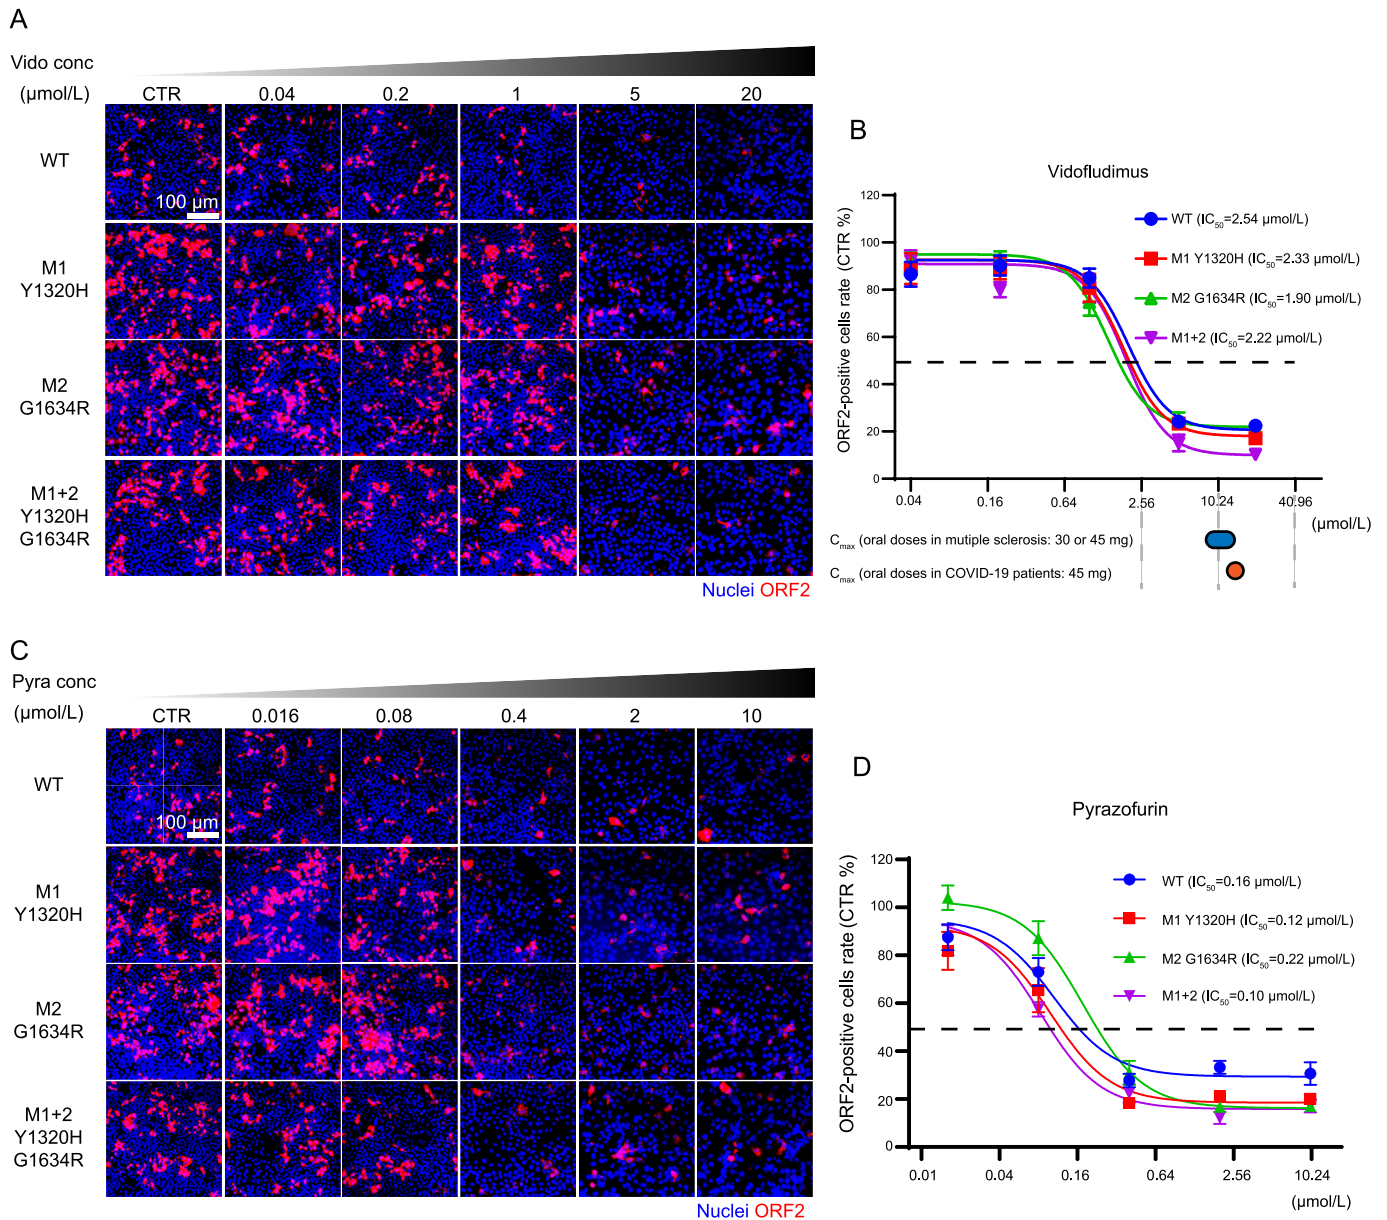 A
Vido conc
(µmol/L)
CTR 0.04 0.2 1 5 20
WT
100 µm
M1
Y1320H
M2
G1634R
M1+2
Y1320H
G1634R
Nuclei ORF2
B
Vidofludimus
ORF2-positive cells rate (CTR %)
120
100
80
60
40
20
0
WT (IC50=2.54 µmol/L)
M1 Y1320H (IC50=2.33 µmol/L)
M2 G1634R (IC50=1.90 µmol/L)
M1+2 (IC50=2.22 µmol/L)
0.04 0.16 0.64 2.56 10.24 40.96
(µmol/L)
Cmax (oral doses in mutiple sclerosis: 30 or 45 mg)
Cmax (oral doses in COVID-19 patients: 45 mg)
C
Pyra conc
(µmol/L)
CTR 0.016 0.08 0.4 2 10
WT
100 µm
M1
Y1320H
M2
G1634R
M1+2
Y1320H
G1634R
Nuclei ORF2
D
Pyrazofurin
ORF2-positive cells rate (CTR %)
120
100
80
60
40
20
0
WT (IC50=0.16 µmol/L)
M1 Y1320H (IC50=0.12 µmol/L)
M2 G1634R (IC50=0.22 µmol/L)
M1+2 (IC50=0.10 µmol/L)
0.01 0.04 0.16 0.64 2.56 10.24
(µmol/L)